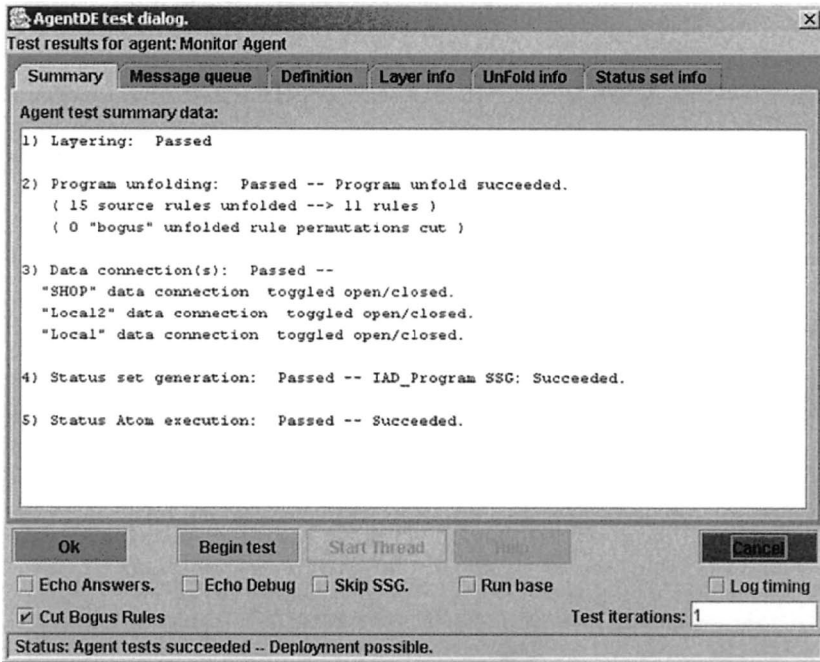 AgentDE test dialog.
Test results for agent: Monitor Agent
Summary Message queue Definition Layer info UnFold info Status set info
Agent test summary data:
1) Layering: Passed
2) Program unfolding: Passed -- Program unfold succeeded.
( 15 source rules unfolded --> 11 rules )
( 0 "bogus" unfolded rule permutations cut )
3) Data connection(s): Passed --
"SHOP" data connection toggled open/closed.
"Local2" data connection toggled open/closed.
"Local" data connection toggled open/closed.
4) Status set generation: Passed -- IAD_Program SSG: Succeeded.
5) Status Atom execution: Passed -- Succeeded.
Ok Begin test Start Thread Help Cancel
Echo Answers. Echo Debug Skip SSG. Run base Log timing
Cut Bogus Rules Test iterations: 1
Status: Agent tests succeeded -- Deployment possible.